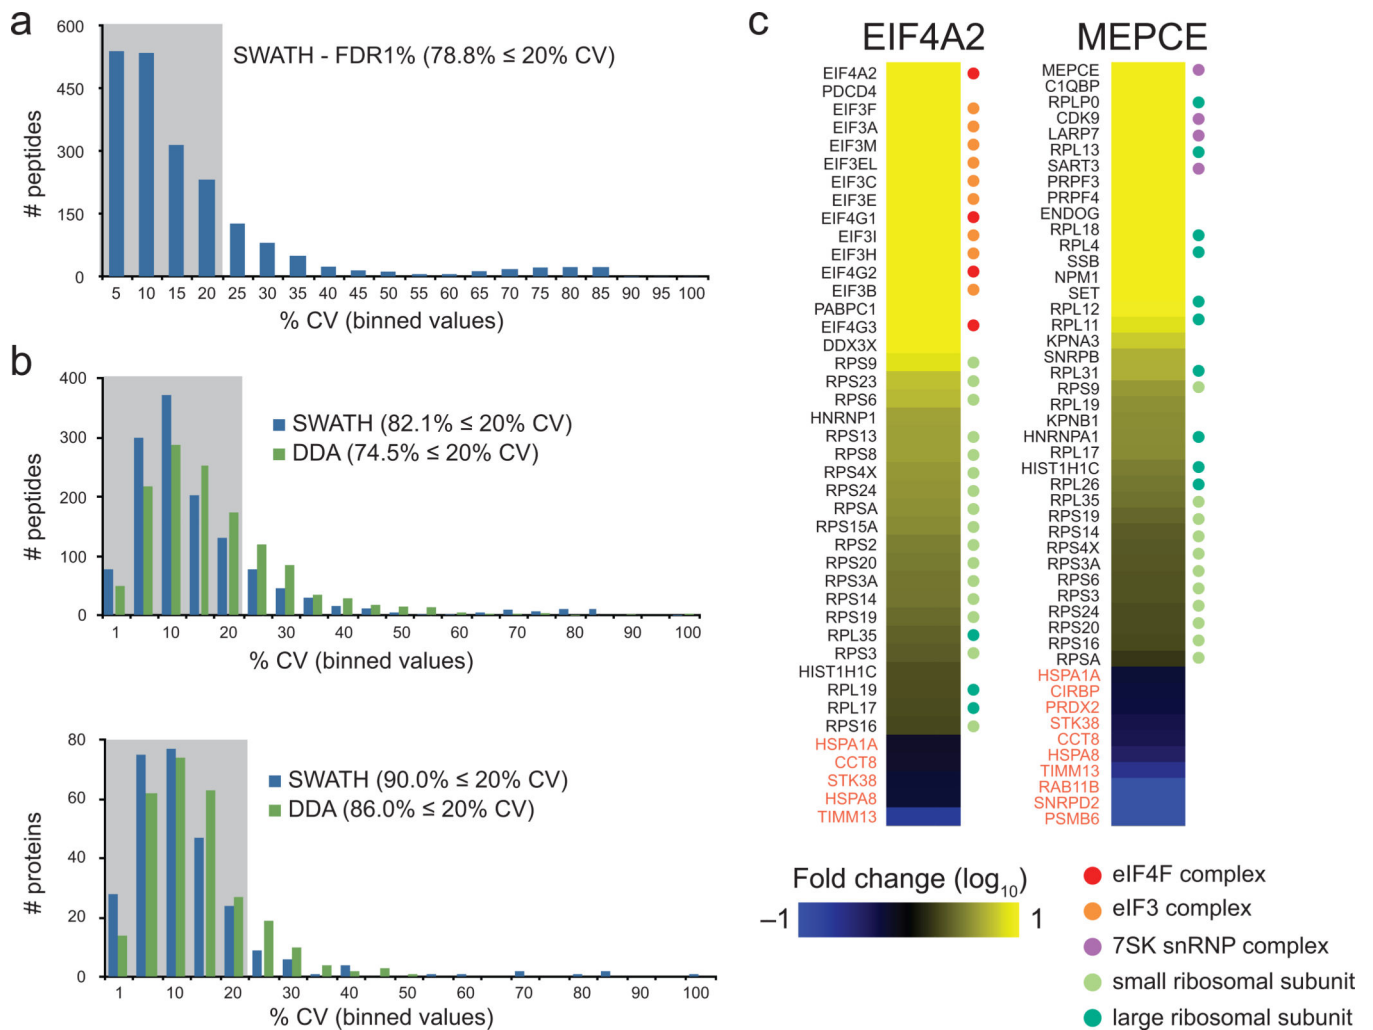 a
600
450
300
150
0
# peptides
SWATH - FDR1% (78.8% ≤ 20% CV)
5 10 15 20 25 30 35 40 45 50 55 60 65 70 75 80 85 90 95 100
% CV (binned values)
b
400
300
200
100
0
# peptides
SWATH (82.1% ≤ 20% CV)
DDA (74.5% ≤ 20% CV)
1 10 20 30 40 50 60 70 80 90 100
% CV (binned values)
80
60
40
20
0
# proteins
SWATH (90.0% ≤ 20% CV)
DDA (86.0% ≤ 20% CV)
1 10 20 30 40 50 60 70 80 90 100
% CV (binned values)
c
EIF4A2
EIF4A2
PDCD4
EIF3F
EIF3A
EIF3M
EIF3EL
EIF3C
EIF3E
EIF4G1
EIF3I
EIF3H
EIF4G2
EIF3B
PABPC1
EIF4G3
DDX3X
RPS9
RPS23
RPS6
HNRNP1
RPS13
RPS8
RPS4X
RPS24
RPSA
RPS15A
RPS2
RPS20
RPS3A
RPS14
RPS19
RPL35
RPS3
HIST1H1C
RPL19
RPL17
RPS16
HSPA1A
CCT8
STK38
HSPA8
TIMM13
MEPCE
MEPCE
C1QBP
RPLP0
CDK9
LARP7
RPL13
SART3
PRPF3
PRPF4
ENDOG
RPL18
RPL4
SSB
NPM1
SET
RPL12
RPL11
KPNA3
SNRPB
RPL31
RPS9
RPL19
KPNB1
HNRNPA1
RPL17
HIST1H1C
RPL26
RPL35
RPS19
RPS14
RPS4X
RPS3A
RPS6
RPS3
RPS24
RPS20
RPS16
RPSA
HSPA1A
CIRBP
PRDX2
STK38
CCT8
HSPA8
TIMM13
RAB11B
SNRPD2
PSMB6
Fold change (log10)
–1 1
eIF4F complex
eIF3 complex
7SK snRNP complex
small ribosomal subunit
large ribosomal subunit